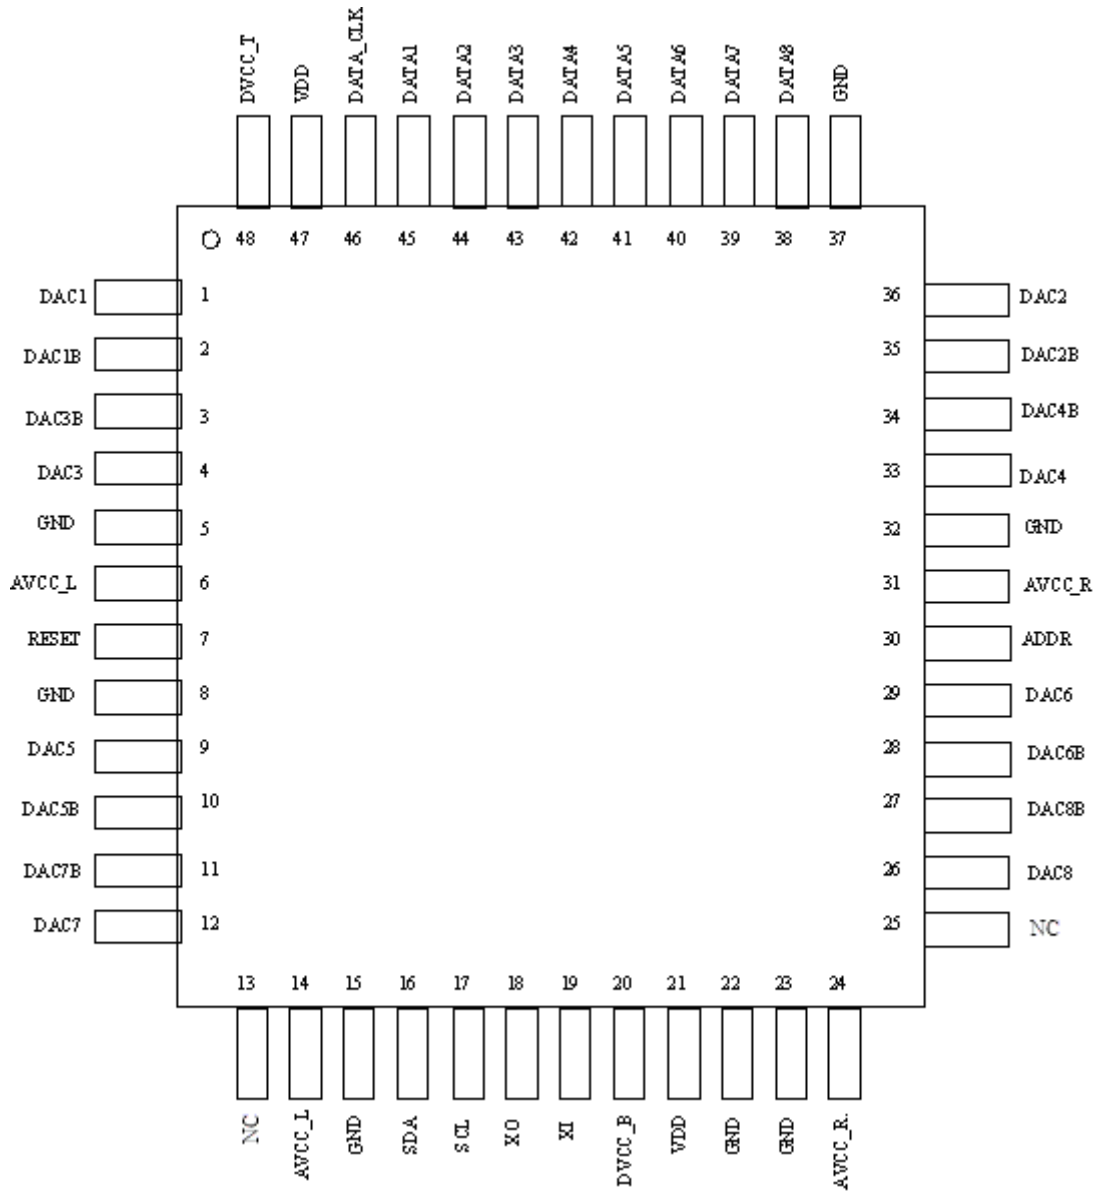 DVCC_T VDD DATA_CLK DATA1 DATA2 DATA3 DATA4 DATA5 DATA6 DATA7 DATA8 GND
48 47 46 45 44 43 42 41 40 39 38 37
DAC1 1 36 DAC2
DAC1B 2 35 DAC2B
DAC3B 3 34 DAC4B
DAC3 4 33 DAC4
GND 5 32 GND
AVCC_L 6 31 AVCC_R
RESET 7 30 ADDR
GND 8 29 DAC6
DAC5 9 28 DAC6B
DAC5B 10 27 DAC8B
DAC7B 11 26 DAC8
DAC7 12 25 NC
13 14 15 16 17 18 19 20 21 22 23 24
NC AVCC_L GND SDA SCL XO XI DVCC_B VDD GND GND AVCC_R.